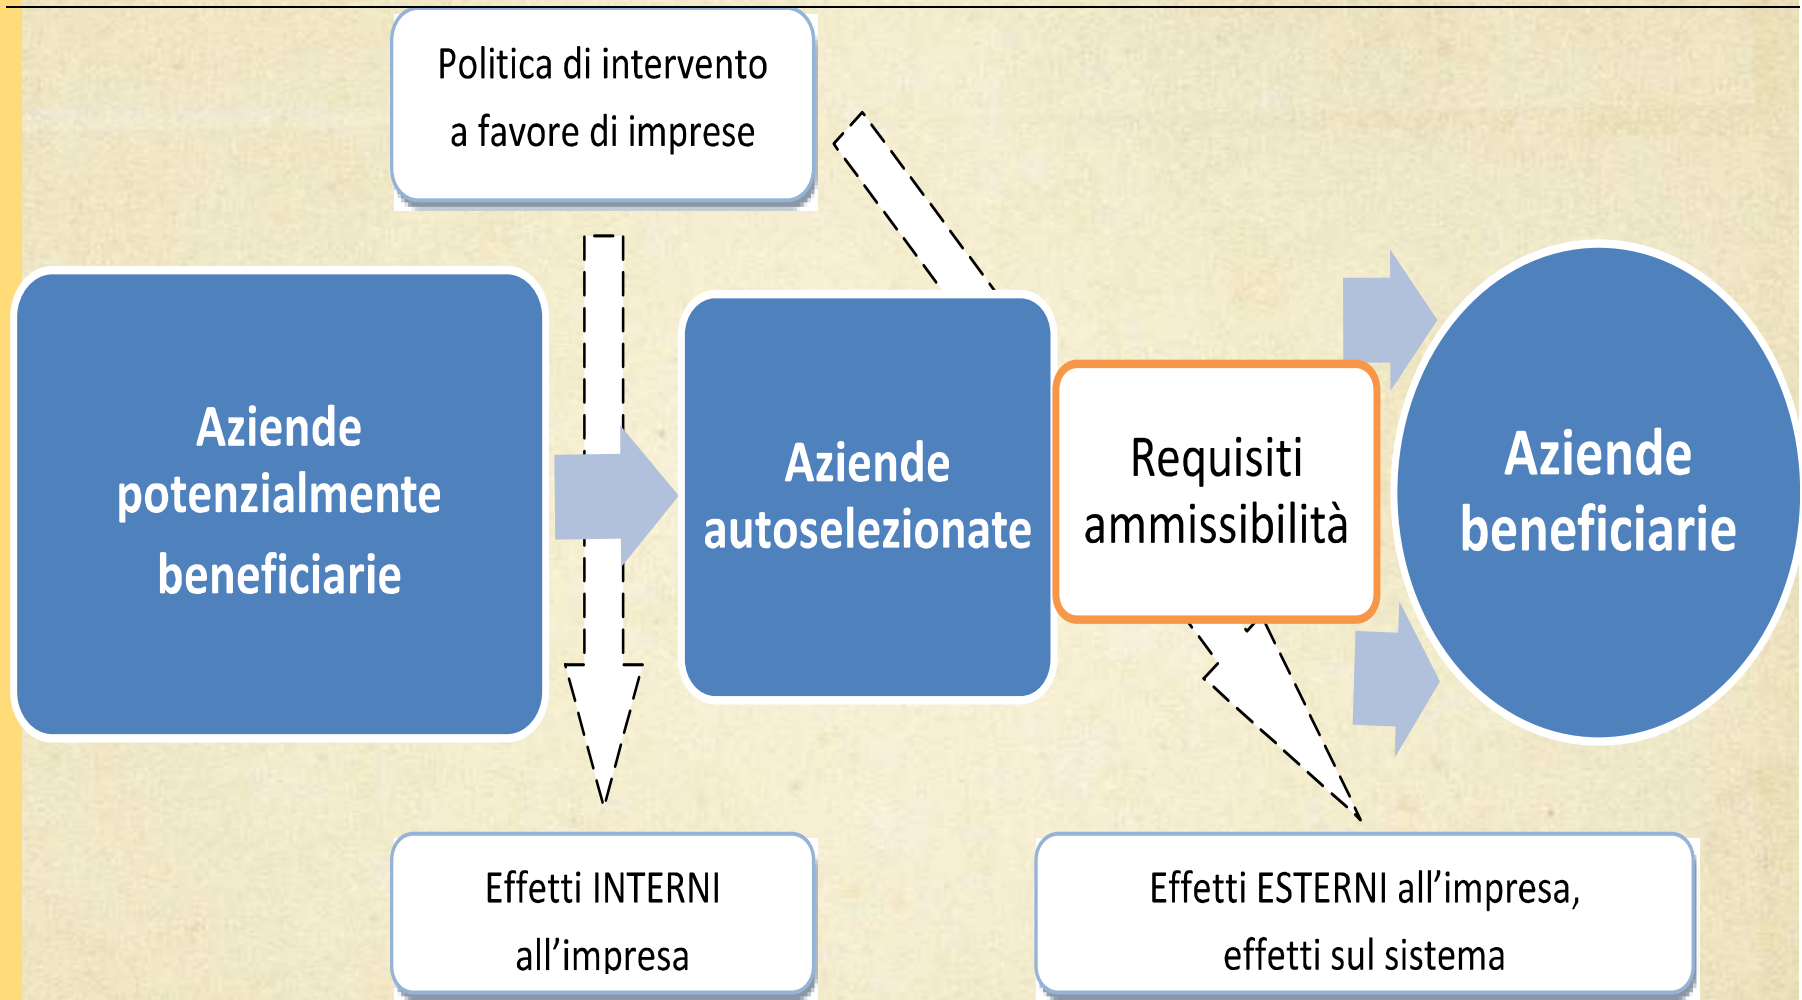 Politica di intervento
a favore di imprese
Aziende
potenzialmente
beneficiarie
Aziende
autoselezionate
Requisiti
ammissibilità
Aziende
beneficiarie
Effetti INTERNI
all’impresa
Effetti ESTERNI all’impresa,
effetti sul sistema